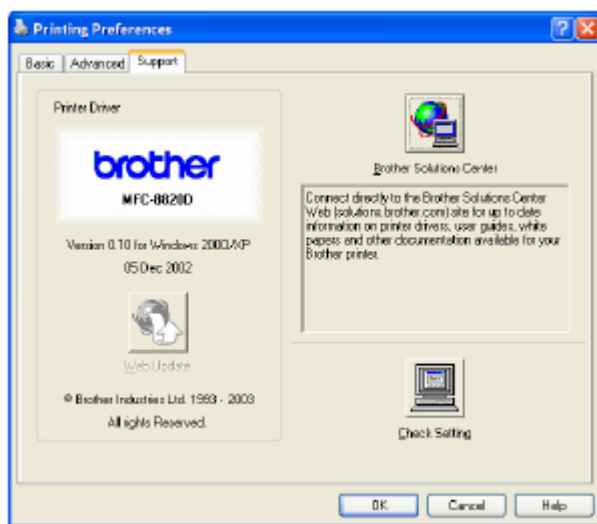 Printing Preferences
Basic Advanced Support
Printer Driver
brother
MFC-8820D
Version 0.10 for Windows 2000/XP
05 Dec 2002
Web Update
© Brother Industries Ltd. 1993 - 2003
All rights Reserved.
Brother Solutions Center
Connect directly to the Brother Solutions Center
Web (solutions.brother.com) site for up to date
information on printer drivers, user guides, white
papers and other documentation available for your
Brother printer.
Check Setting
OK Cancel Help